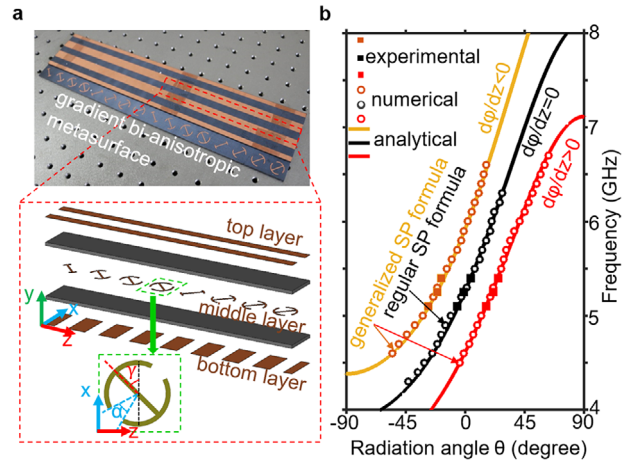 a
gradient bi-anisotropic
metasurface
top layer
middle layer
bottom layer
y
x
z
γ
x
α
z
b
experimental
numerical
analytical
dφ/dz<0
dφ/dz=0
dφ/dz>0
generalized SP formula
regular SP formula
8
7
6
5
4
Frequency (GHz)
-90
-45
0
45
90
Radiation angle θ (degree)